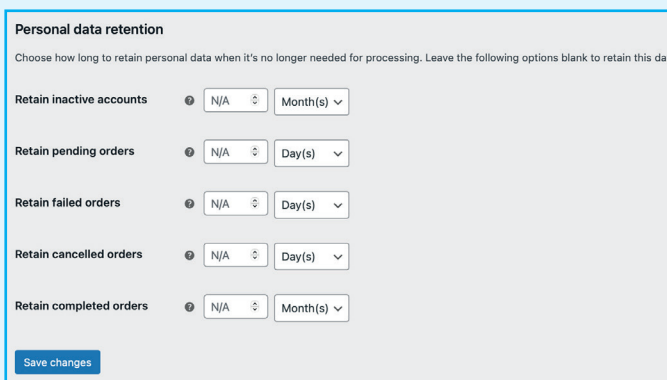 Personal data retention
Choose how long to retain personal data when it's no longer needed for processing. Leave the following options blank to retain this da
Retain inactive accounts ? N/A Month(s)
Retain pending orders ? N/A Day(s)
Retain failed orders ? N/A Day(s)
Retain cancelled orders ? N/A Day(s)
Retain completed orders ? N/A Month(s)
Save changes